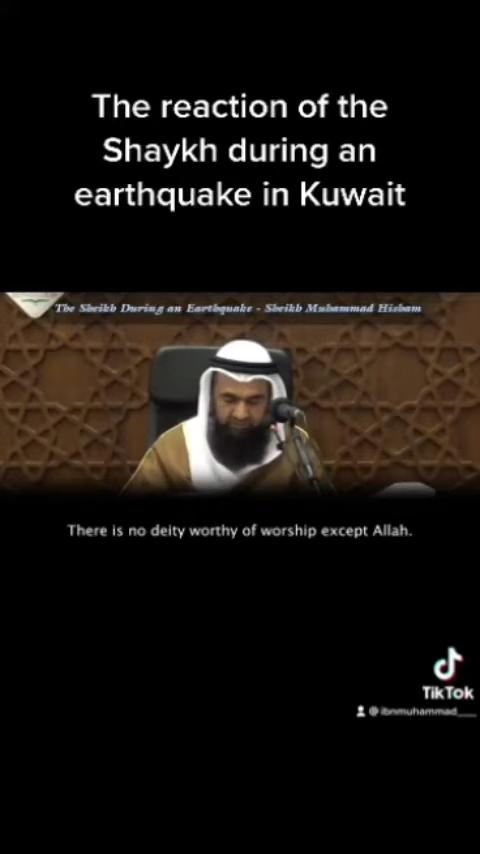 The reaction of the
Shaykh during an
earthquake in Kuwait
The Sheikh During an Earthquake - Sheikh Muhammad Hisham
There is no deity worthy of worship except Allah.
TikTok
@ibnmuhammad___